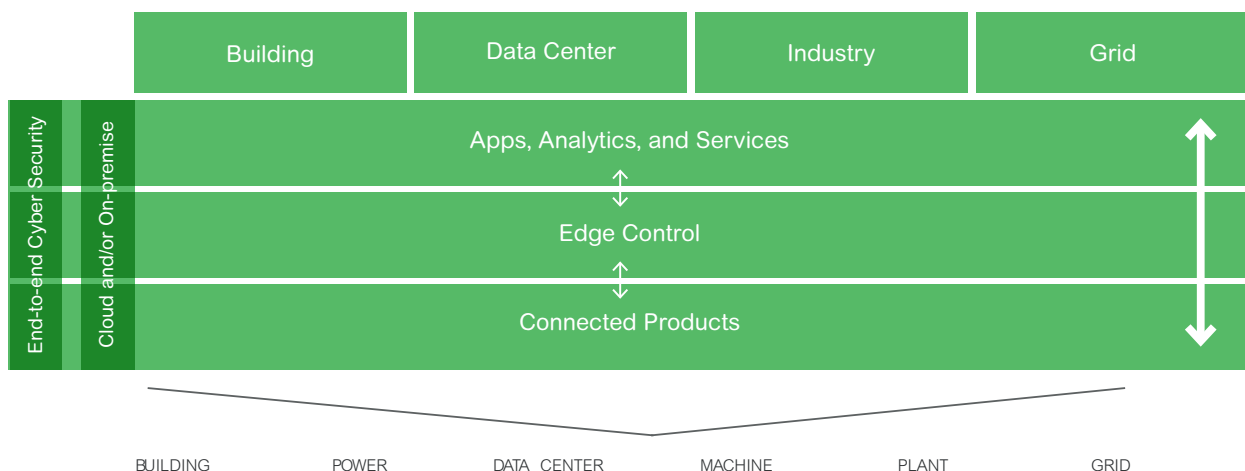 Building
Data Center
Industry
Grid
End-to-end Cyber Security
Cloud and/or On-premise
Apps, Analytics, and Services
Edge Control
Connected Products
BUILDING
POWER
DATA CENTER
MACHINE
PLANT
GRID